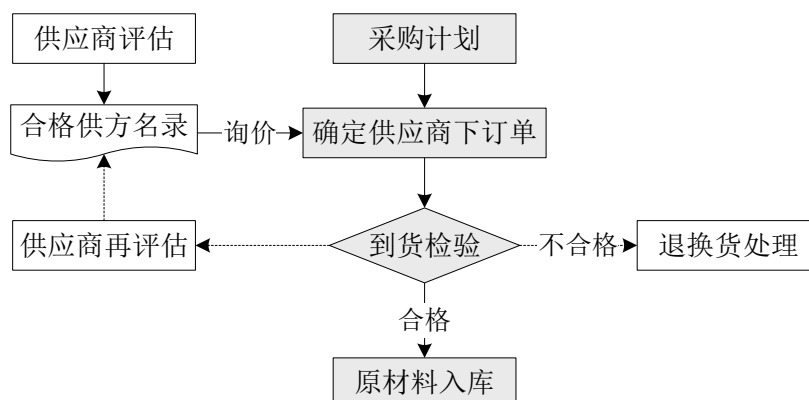 供应商评估
采购计划
合格供方名录
询价
确定供应商下订单
供应商再评估
到货检验
不合格
退换货处理
合格
原材料入库